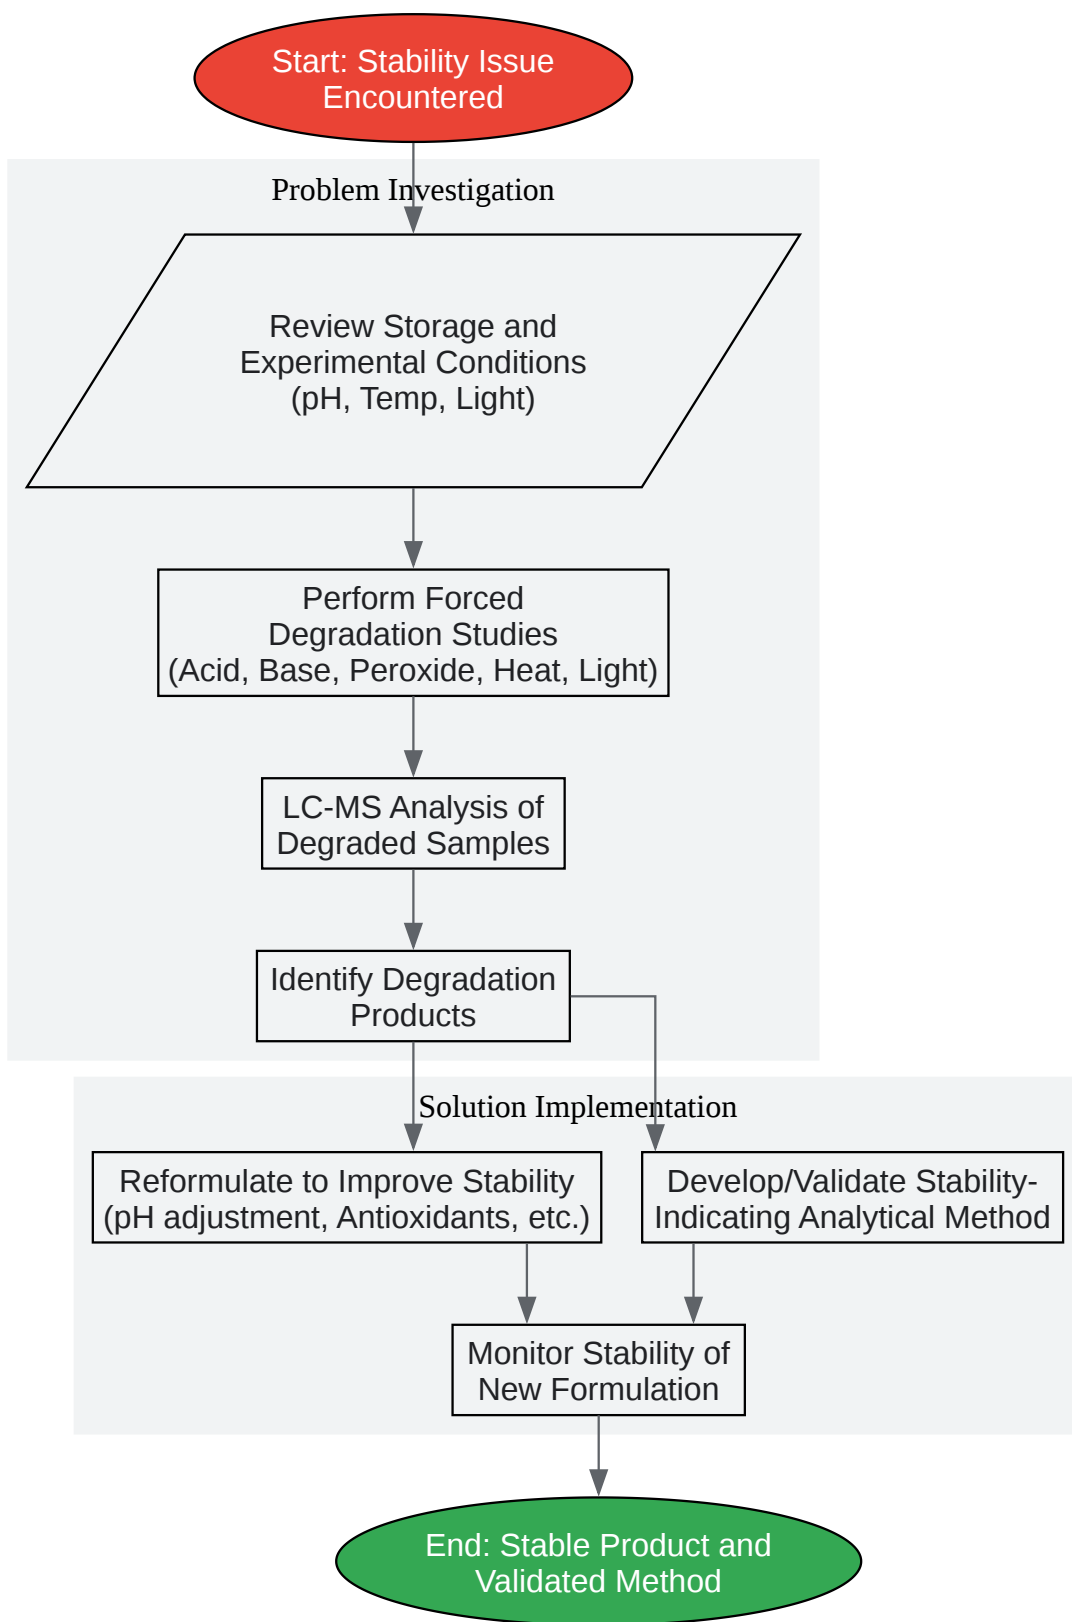 Start: Stability Issue
Encountered
Problem Investigation
Review Storage and
Experimental Conditions
(pH, Temp, Light)
Perform Forced
Degradation Studies
(Acid, Base, Peroxide, Heat, Light)
LC-MS Analysis of
Degraded Samples
Identify Degradation
Products
Solution Implementation
Reformulate to Improve Stability
(pH adjustment, Antioxidants, etc.)
Develop/Validate Stability-
Indicating Analytical Method
Monitor Stability of
New Formulation
End: Stable Product and
Validated Method